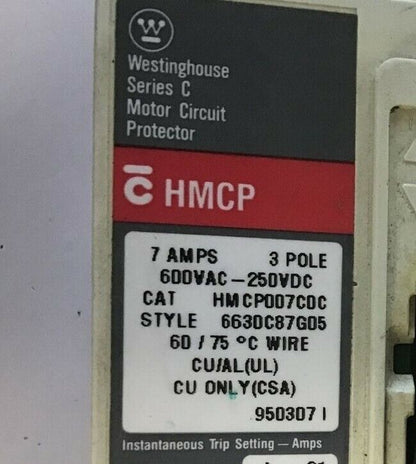 Westinghouse
Series C
Motor Circuit
Protector
C HMCP
7 AMPS 3 POLE
600VAC-250VDC
CAT HMCP007C0C
STYLE 6630C87G05
60 / 75 °C WIRE
CU/AL(UL)
CU ONLY(CSA)
950307 I
Instantaneous Trip Setting — Amps